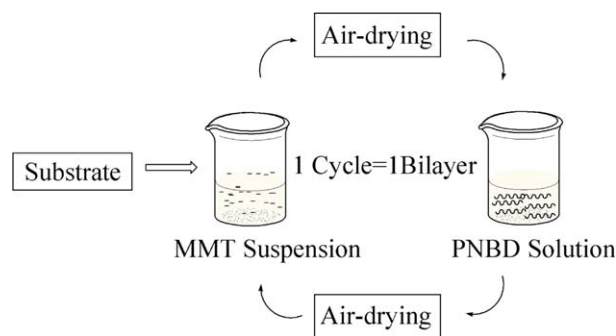 Air-drying
Substrate
1 Cycle=1Bilayer
MMT Suspension
PNBD Solution
Air-drying